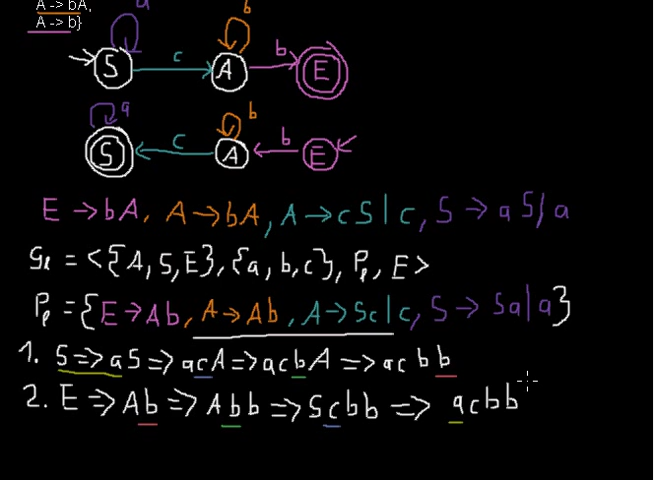 A -> bA,
A -> b}
a b
S c A b E
a b
S c A b E
E → bA, A → bA, A → cS | c, S → aS / a
G_ℓ = <{A, S, E}, {a, b, c}, P_ℓ, E>
P_ℓ = {E → Ab, A → Ab, A → Sc | c, S → Sa | a}
1. S ⇒ aS ⇒ acA ⇒ acbA ⇒ acbb
2. E ⇒ Ab ⇒ Abb ⇒ Scbb ⇒ acbb